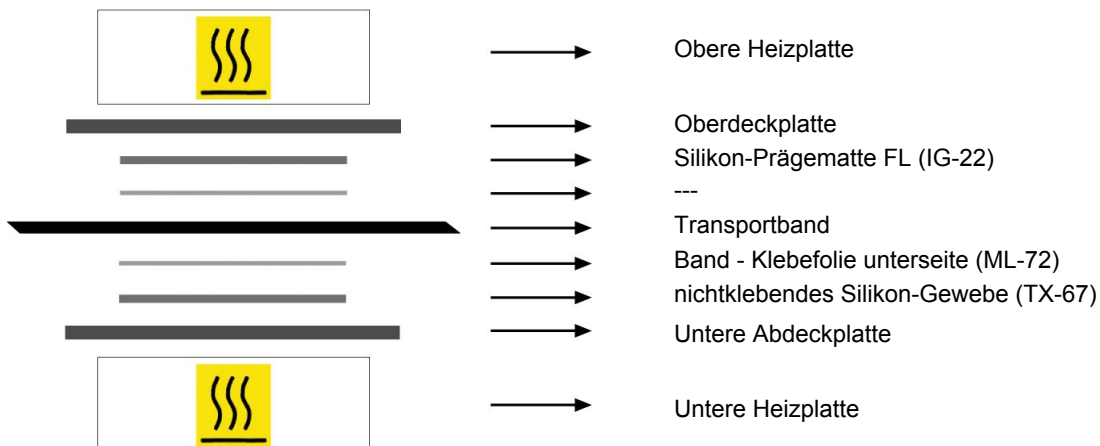 Obere Heizplatte
Oberdeckplatte
Silikon-Prägematte FL (IG-22)
---
Transportband
Band - Klebefolie unterseite (ML-72)
nichtklebendes Silikon-Gewebe (TX-67)
Untere Abdeckplatte
Untere Heizplatte